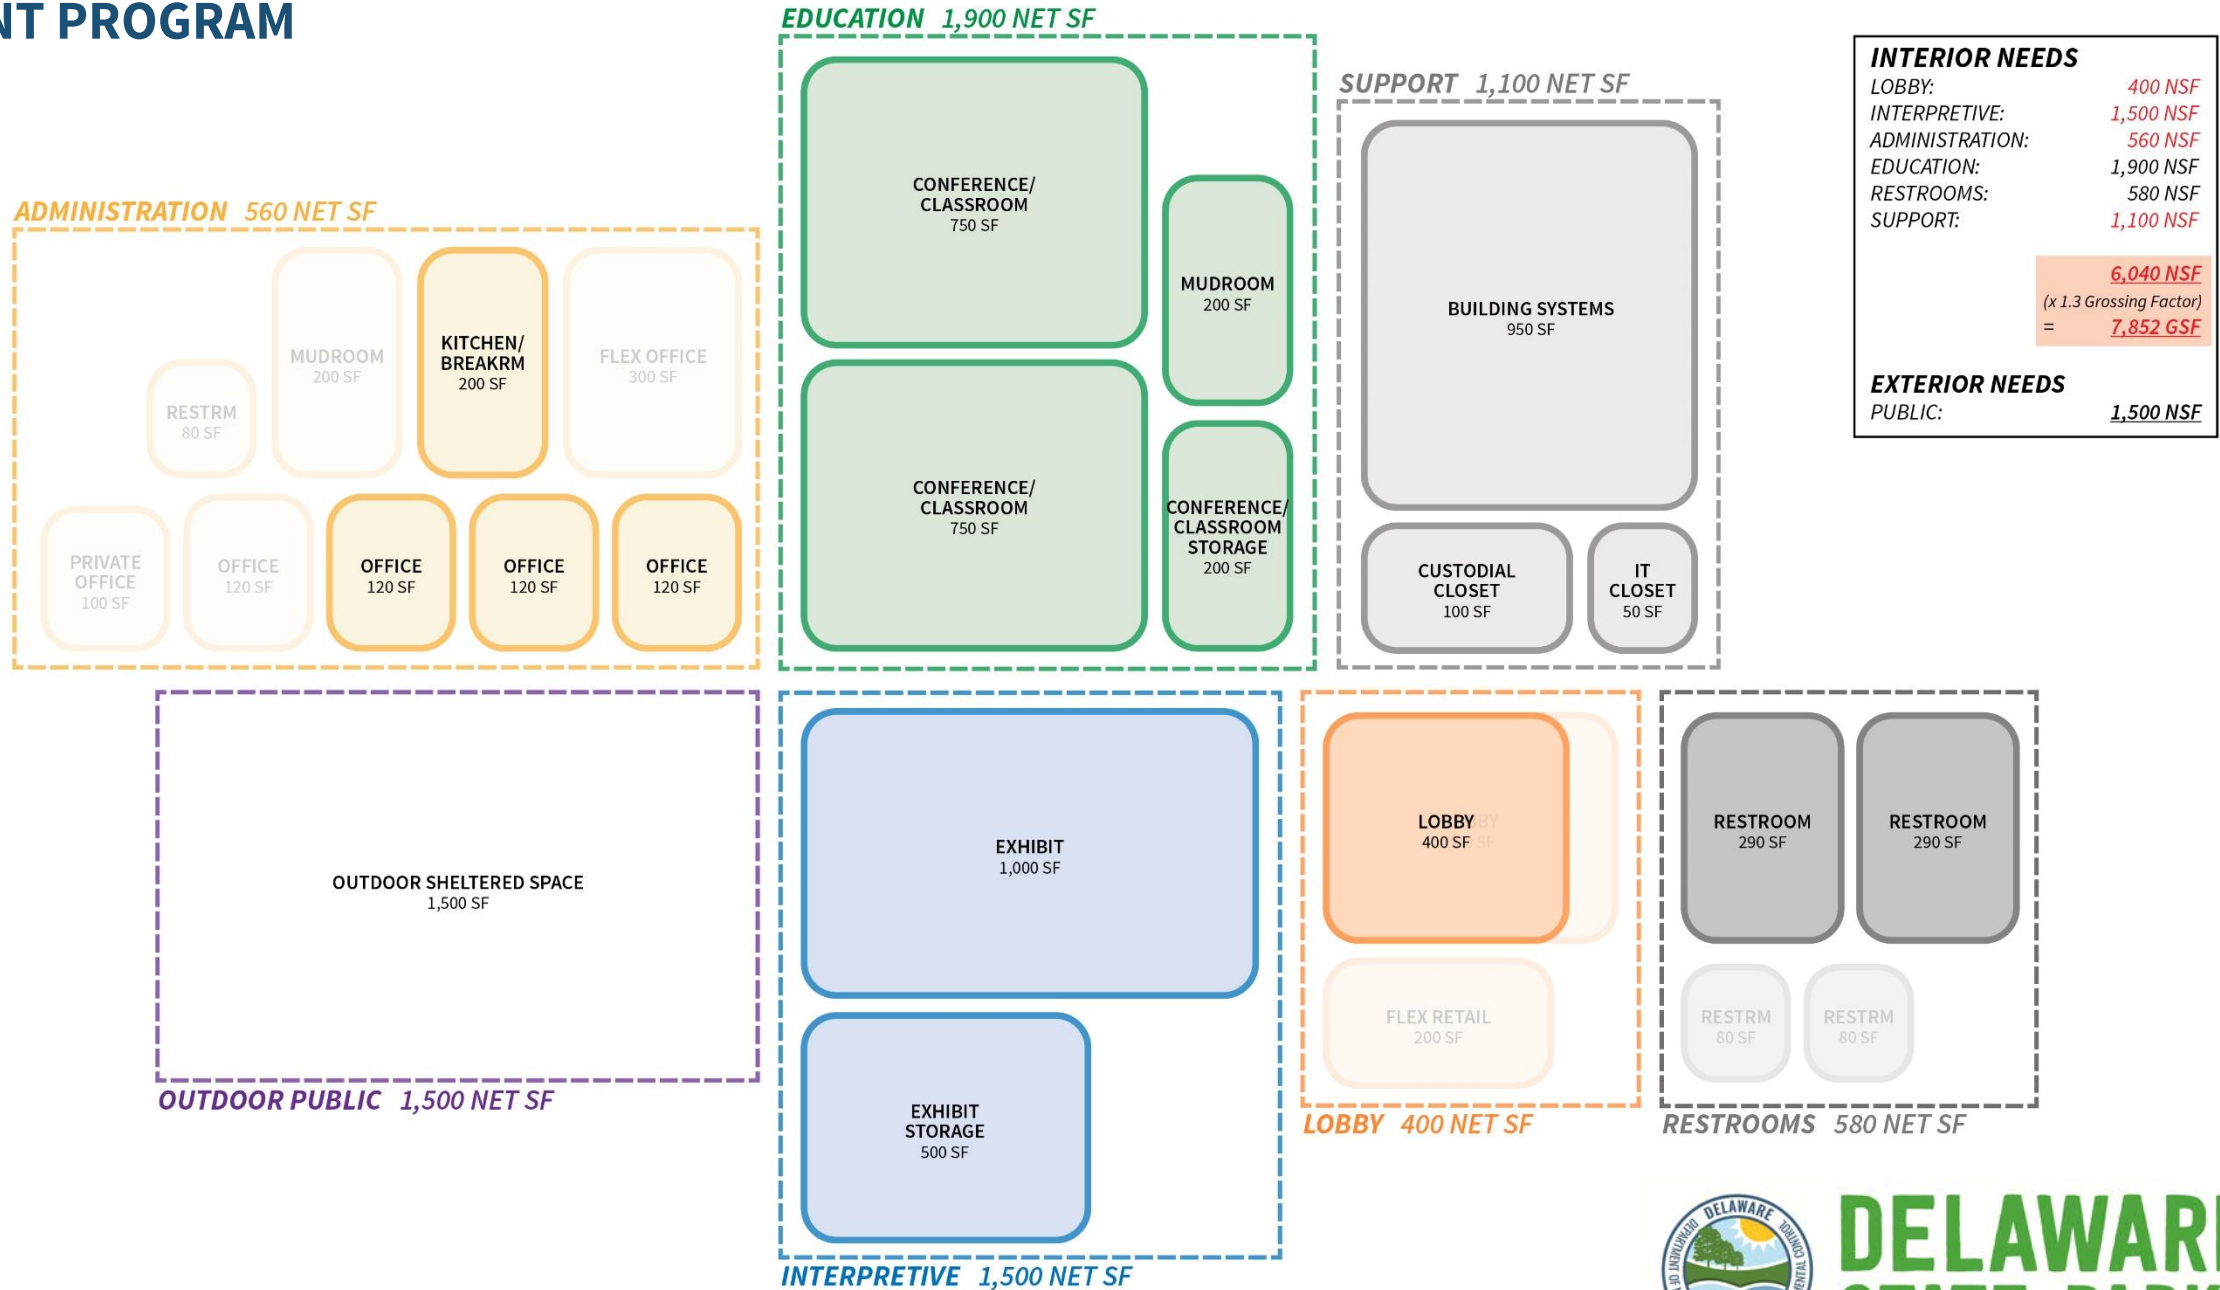 NT PROGRAM
EDUCATION 1,900 NET SF
CONFERENCE/
CLASSROOM
750 SF
MUDROOM
200 SF
CONFERENCE/
CLASSROOM
750 SF
CONFERENCE/
CLASSROOM
STORAGE
200 SF
SUPPORT 1,100 NET SF
BUILDING SYSTEMS
950 SF
CUSTODIAL
CLOSET
100 SF
IT
CLOSET
50 SF
INTERIOR NEEDS
LOBBY: 400 NSF
INTERPRETIVE: 1,500 NSF
ADMINISTRATION: 560 NSF
EDUCATION: 1,900 NSF
RESTROOMS: 580 NSF
SUPPORT: 1,100 NSF
6,040 NSF
(x 1.3 Grossing Factor)
= 7,852 GSF
EXTERIOR NEEDS
PUBLIC: 1,500 NSF
ADMINISTRATION 560 NET SF
RESTRM
80 SF
MUDROOM
200 SF
KITCHEN/
BREAKRM
200 SF
FLEX OFFICE
300 SF
PRIVATE
OFFICE
100 SF
OFFICE
120 SF
OFFICE
120 SF
OFFICE
120 SF
OFFICE
120 SF
OUTDOOR SHELTERED SPACE
1,500 SF
OUTDOOR PUBLIC 1,500 NET SF
EXHIBIT
1,000 SF
EXHIBIT
STORAGE
500 SF
INTERPRETIVE 1,500 NET SF
LOBBY
400 SF
FLEX RETAIL
200 SF
LOBBY 400 NET SF
RESTROOM
290 SF
RESTROOM
290 SF
RESTRM
80 SF
RESTRM
80 SF
RESTROOMS 580 NET SF
DELAWARE
DEPARTMENT OF
CONTROL
DELAWAR
STATE PARK